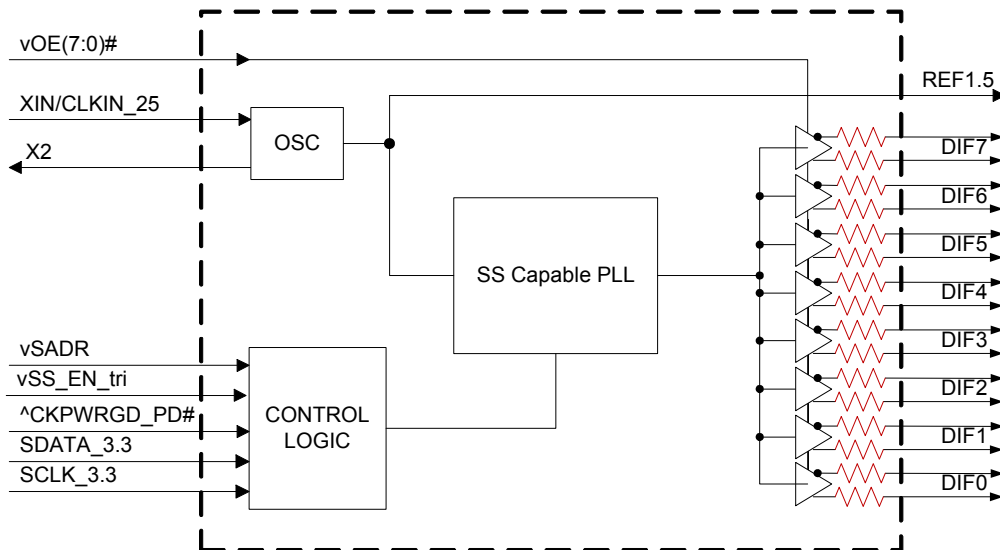 vOE(7:0)#
REF1.5
XIN/CLKIN_25
OSC
X2
DIF7
DIF6
DIF5
SS Capable PLL
DIF4
DIF3
vSADR
vSS_EN_tri
DIF2
^CKPWRGD_PD#
CONTROL
LOGIC
DIF1
SDATA_3.3
SCLK_3.3
DIF0